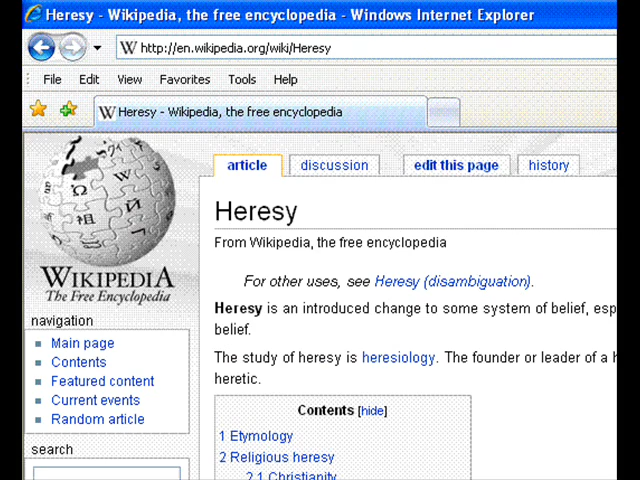 Heresy - Wikipedia, the free encyclopedia - Windows Internet Explorer
http://en.wikipedia.org/wiki/Heresy
File Edit View Favorites Tools Help
Heresy - Wikipedia, the free encyclopedia
article discussion edit this page history
Heresy
From Wikipedia, the free encyclopedia
For other uses, see Heresy (disambiguation).
Heresy is an introduced change to some system of belief, esp
belief.
The study of heresy is heresiology. The founder or leader of a h
heretic.
Contents [hide]
1 Etymology
2 Religious heresy
2.1 Christianity
WIKIPEDIA
The Free Encyclopedia
navigation
Main page
Contents
Featured content
Current events
Random article
search